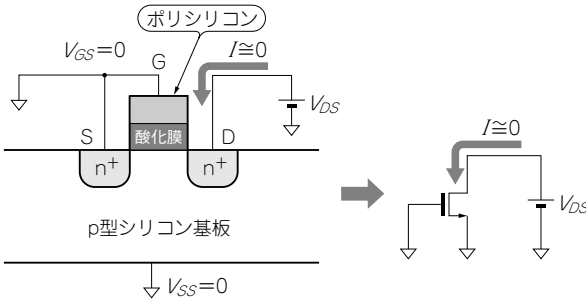 ポリシリコン
V_GS=0
G
I≅0
V_DS
S
酸化膜
D
n+
n+
p型シリコン基板
V_SS=0
I≅0
V_DS